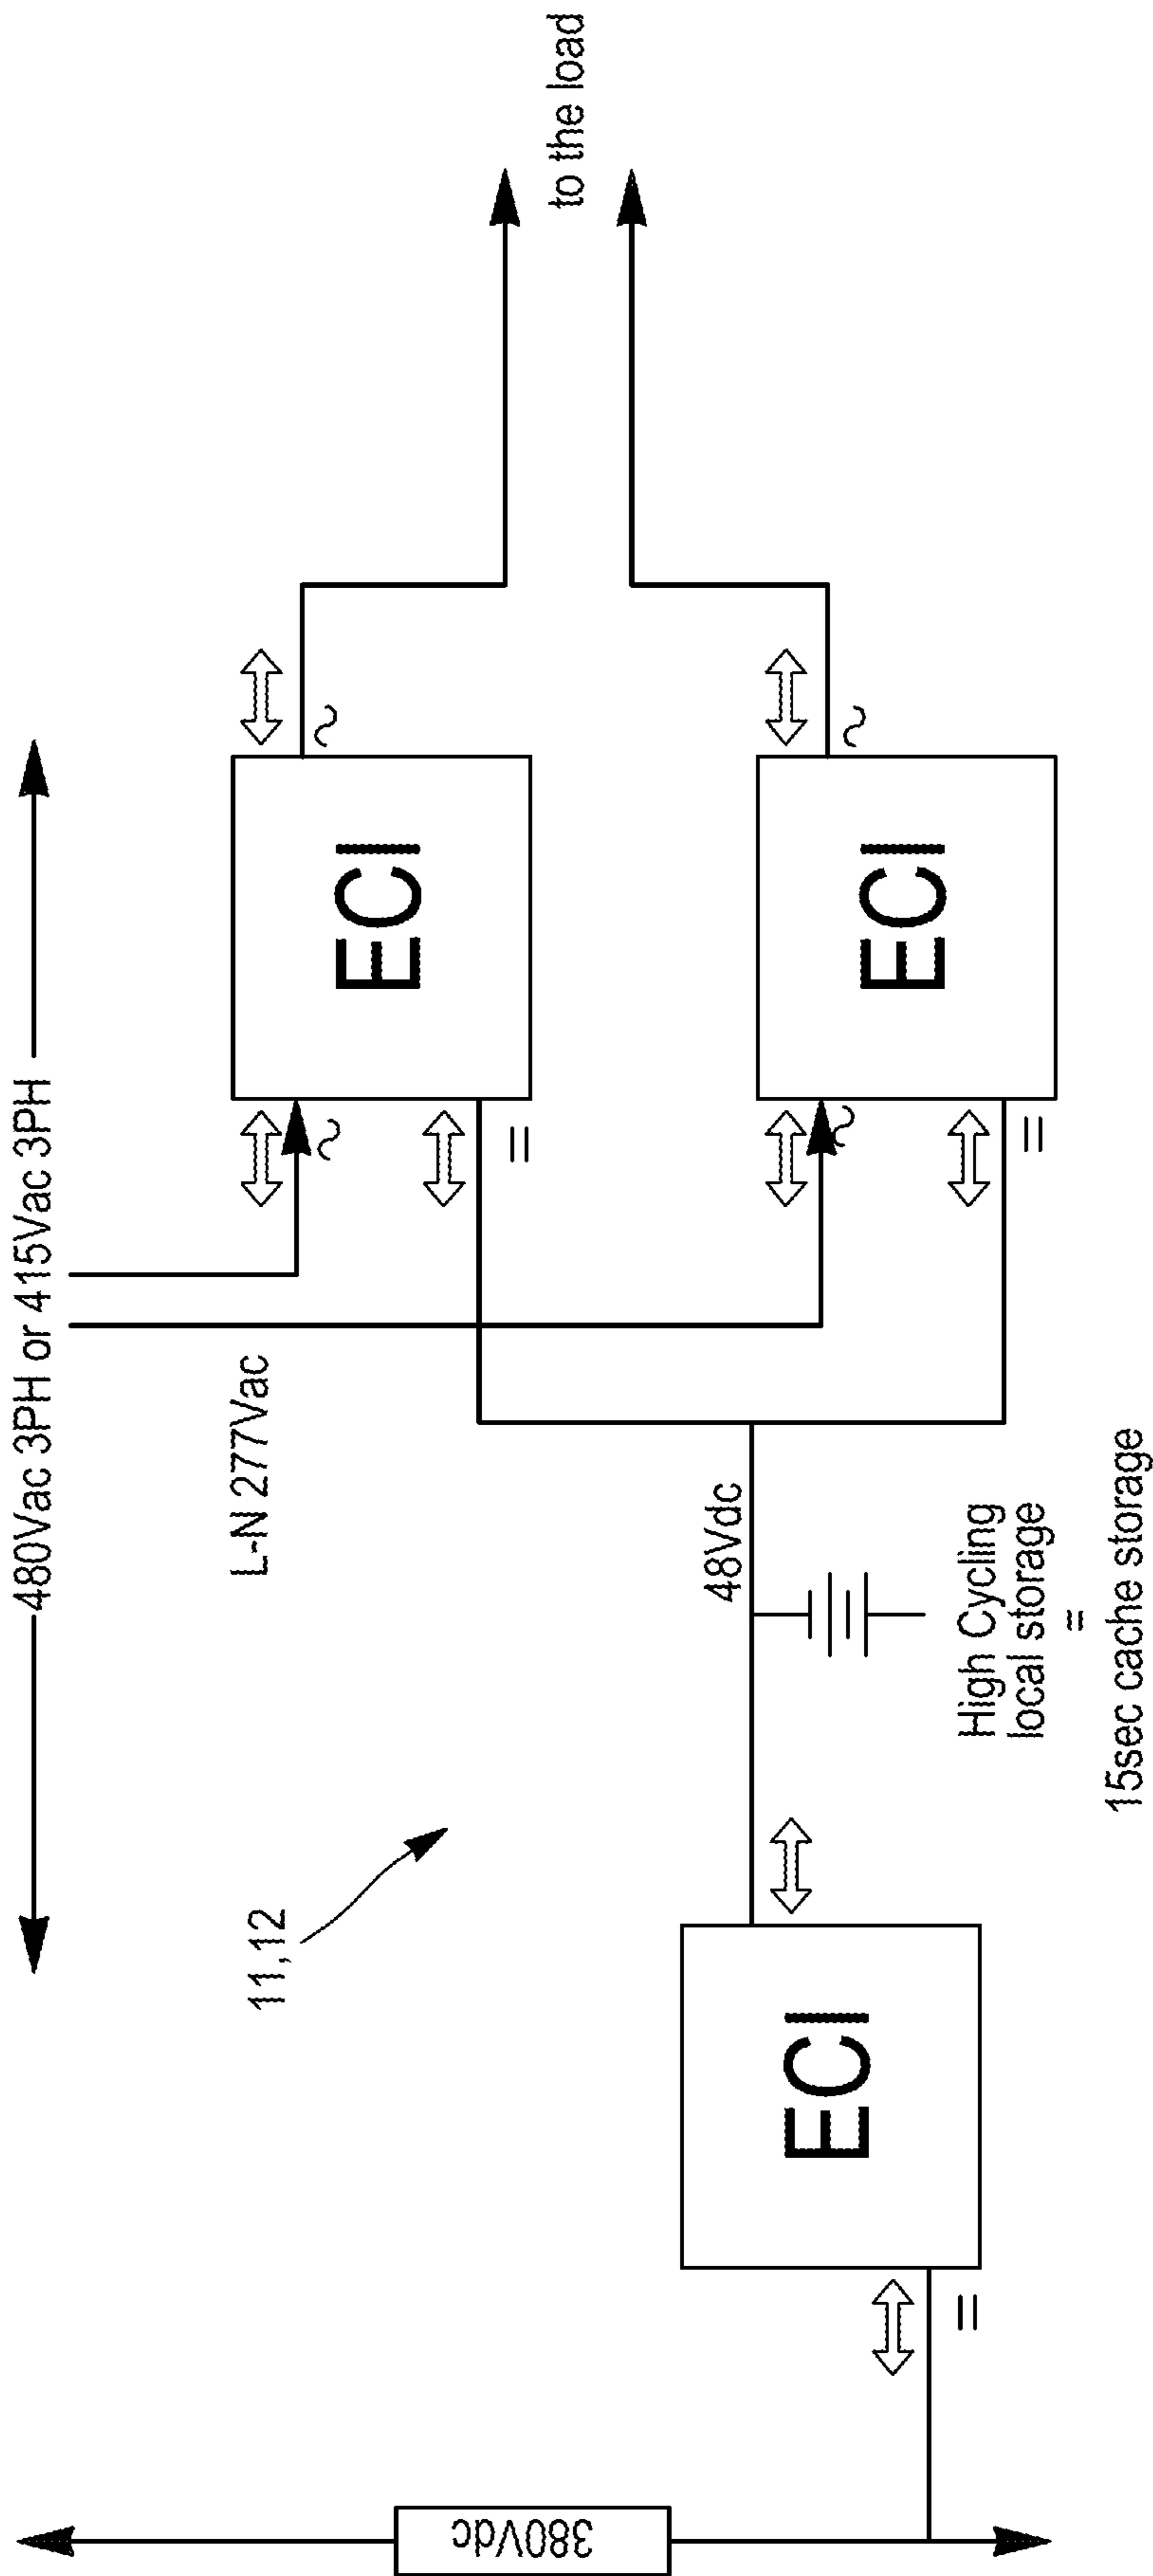 480Vac 3PH or 415Vac 3PH
L-N 277Vac
11,12
ECI
ECI
to the load
~
~
=
~
~
=
48Vdc
High Cycling
local storage
=
15sec cache storage
ECI
=
380Vdc